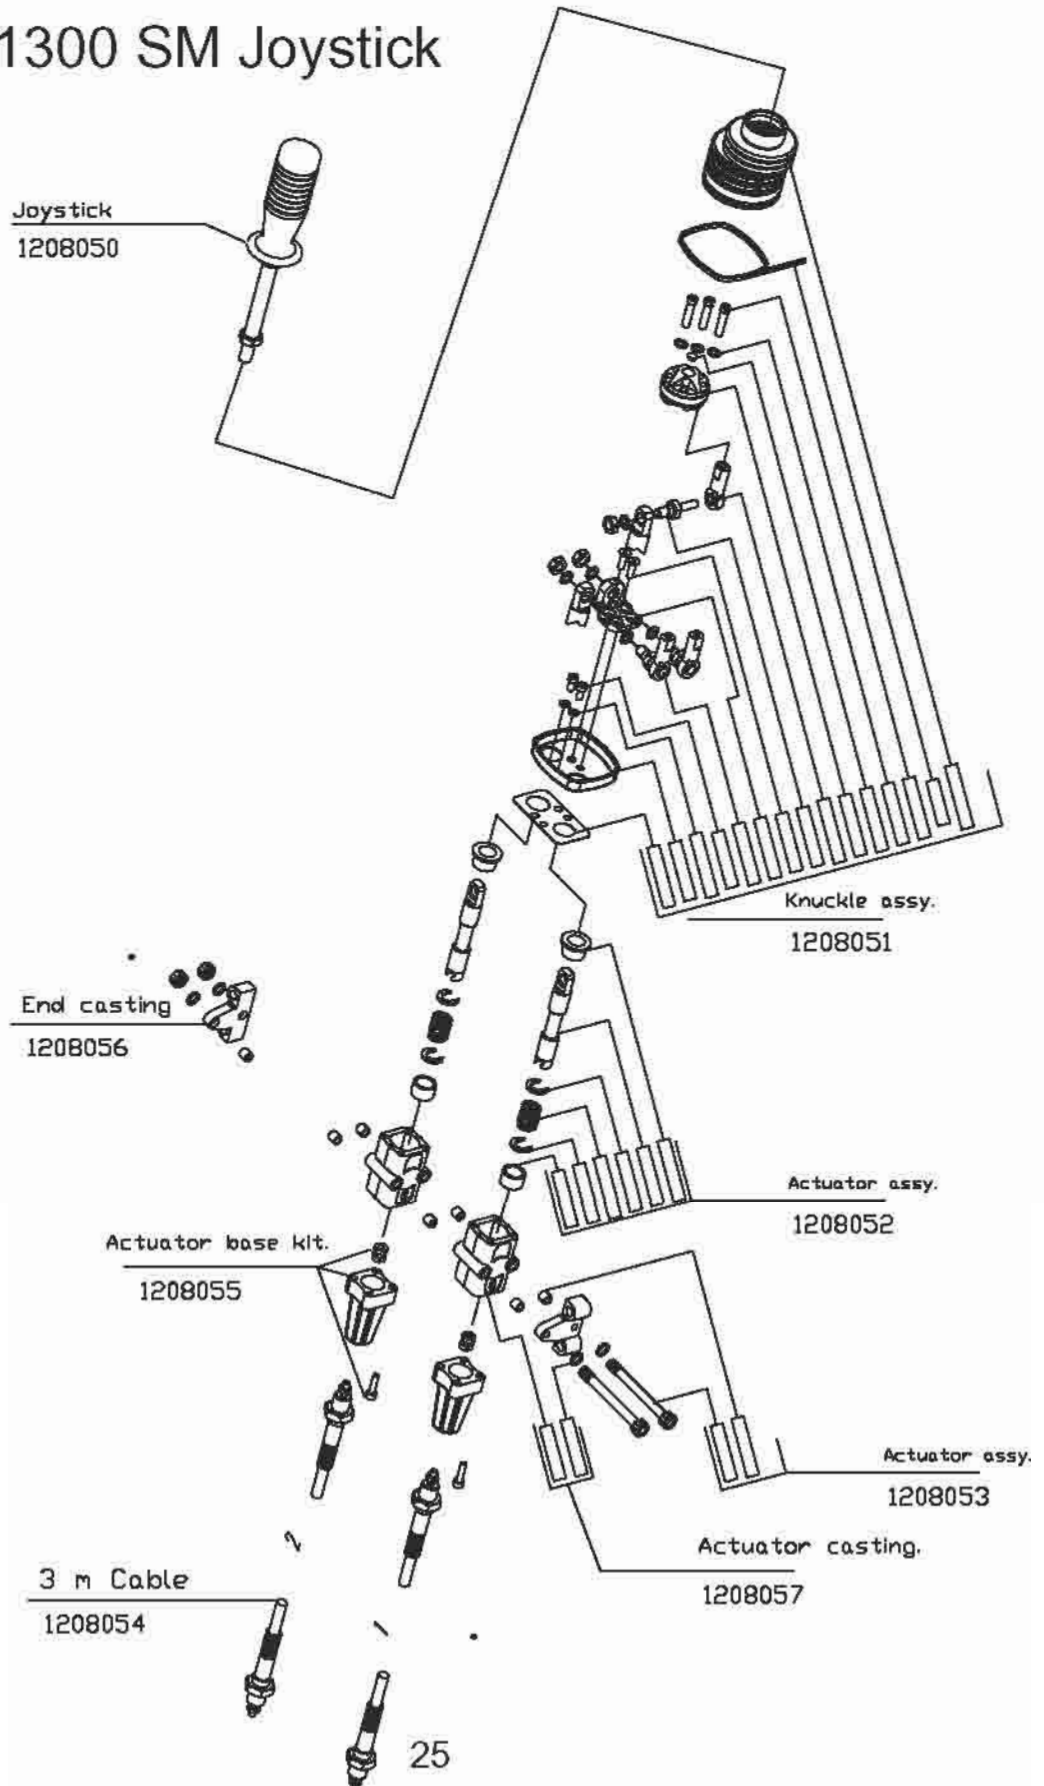 1300 SM Joystick
Joystick
1208050
Knuckle assy.
1208051
End casting
1208056
Actuator assy.
1208052
Actuator base kit.
1208055
Actuator assy.
1208053
Actuator casting.
1208057
3 m Cable
1208054
2
1
25